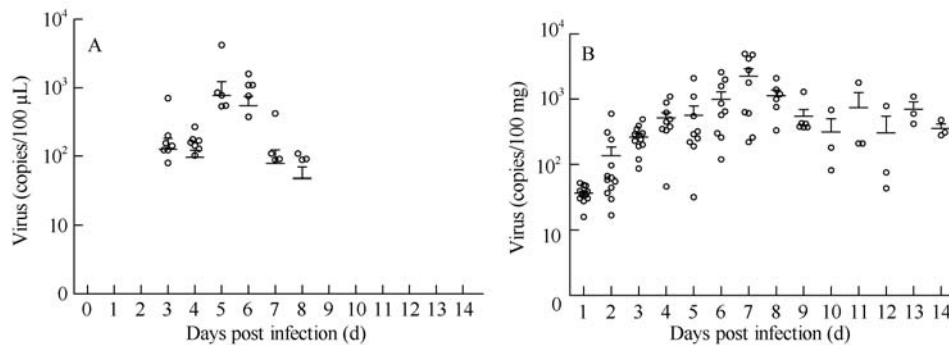 A
Virus (copies/100 μL)
10⁴
10³
10²
10
0
0 1 2 3 4 5 6 7 8 9 10 11 12 13 14
Days post infection (d)
B
Virus (copies/100 mg)
10⁴
10³
10²
10
0
1 2 3 4 5 6 7 8 9 10 11 12 13 14
Days post infection (d)